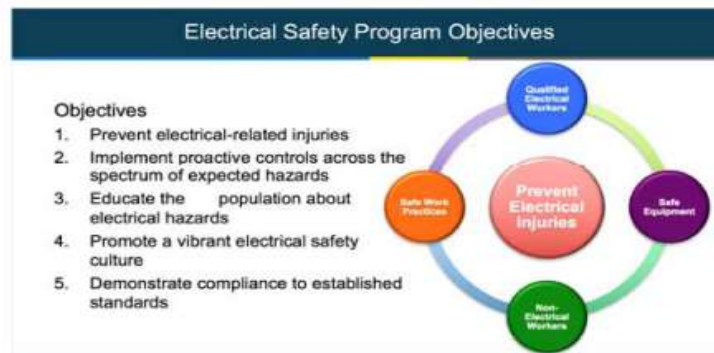 Electrical Safety Program Objectives
Objectives
1. Prevent electrical-related injuries
2. Implement proactive controls across the
spectrum of expected hazards
3. Educate the population about
electrical hazards
4. Promote a vibrant electrical safety
culture
5. Demonstrate compliance to established
standards
Qualified
Electrical
Workers
Safe Work
Practices
Prevent
Electrical
Injuries
Safe
Equipment
Non-
Electrical
Workers